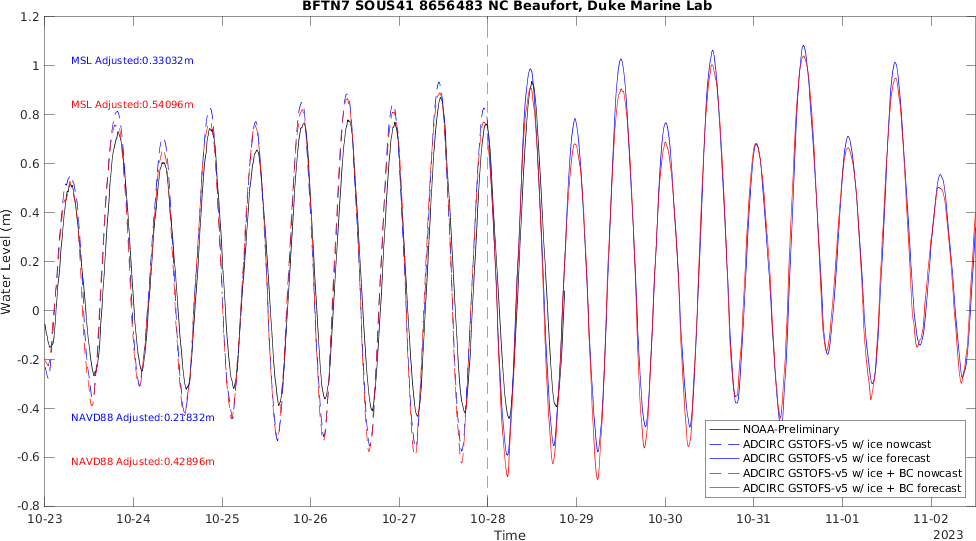 BFTN7 SOUS41 8656483 NC Beaufort, Duke Marine Lab
1.2
1
0.8
0.6
0.4
0.2
0
-0.2
-0.4
-0.6
-0.8
Water Level (m)
MSL Adjusted:0.33032m
MSL Adjusted:0.54096m
NAVD88 Adjusted:0.21832m
NAVD88 Adjusted:0.42896m
NOAA-Preliminary
ADCIRC GSTOFS-v5 w/ ice nowcast
ADCIRC GSTOFS-v5 w/ ice forecast
ADCIRC GSTOFS-v5 w/ ice + BC nowcast
ADCIRC GSTOFS-v5 w/ ice + BC forecast
10-23 10-24 10-25 10-26 10-27 10-28 10-29 10-30 10-31 11-01 11-02
Time
2023